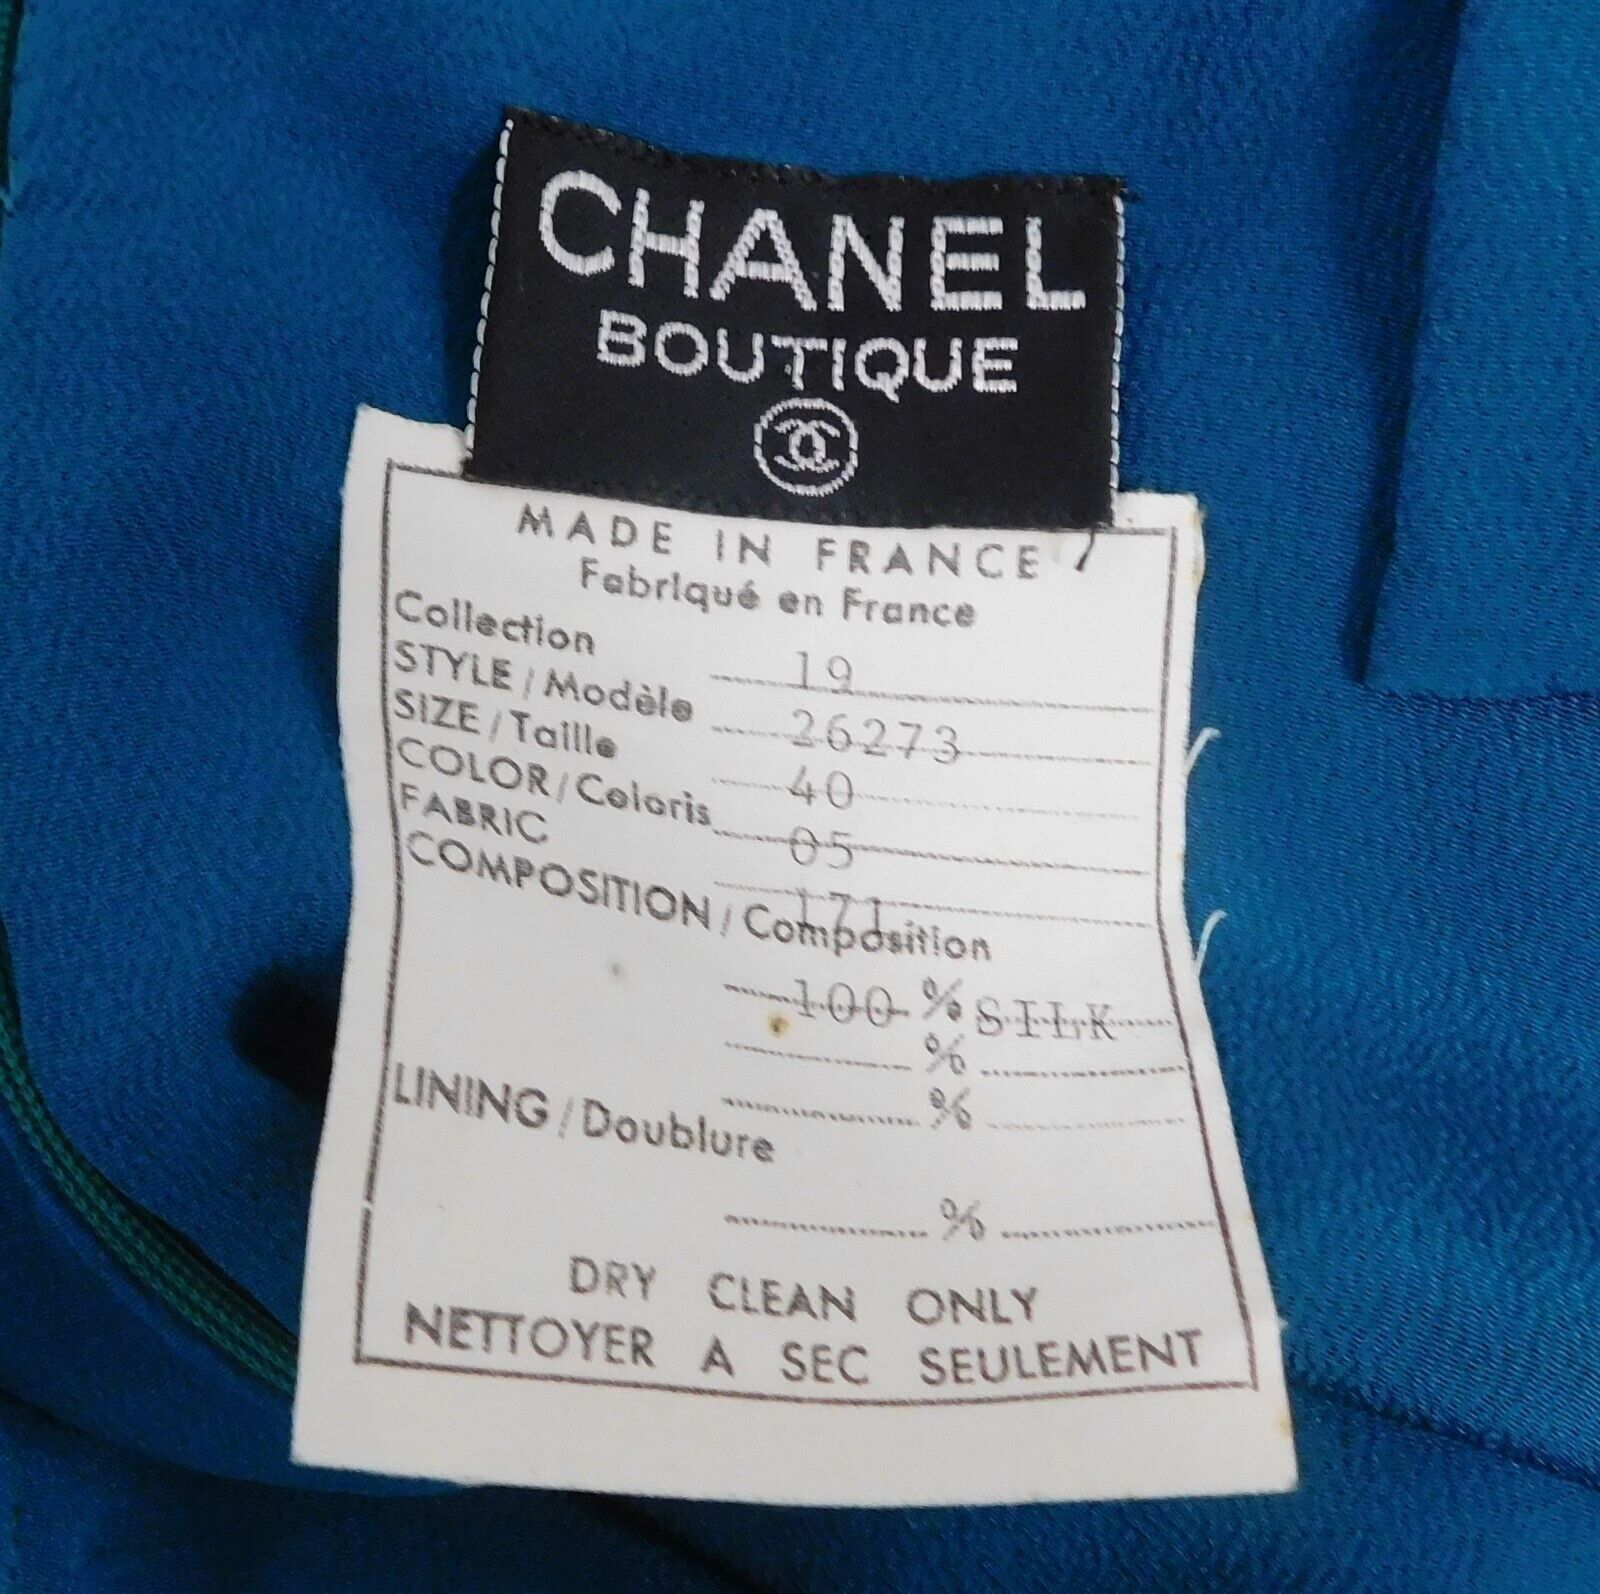 CHANEL
BOUTIQUE
MADE IN FRANCE
Fabriqué en France
Collection 19
STYLE/Modèle 26273
SIZE/Taille 40
COLOR/Coloris 05
FABRIC 171
COMPOSITION/Composition
100 % SILK
%
%
LINING/Doublure
%
DRY CLEAN ONLY
NETTOYER A SEC SEULEMENT